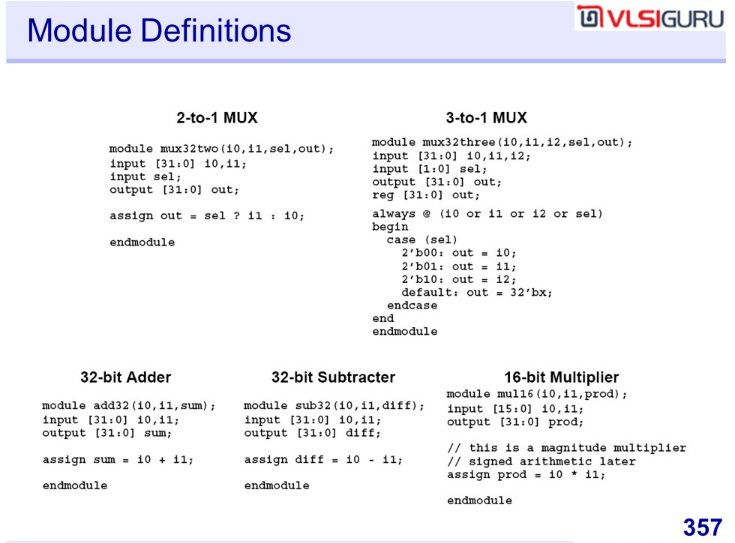 Module Definitions
VLSIGURU
2-to-1 MUX
module mux32two(i0,i1,sel,out);
input [31:0] i0,i1;
input sel;
output [31:0] out;
assign out = sel ? i1 : i0;
endmodule
3-to-1 MUX
module mux32three(i0,i1,i2,sel,out);
input [31:0] i0,i1,i2;
input [1:0] sel;
output [31:0] out;
reg [31:0] out;
always @ (i0 or i1 or i2 or sel)
begin
case (sel)
2'b00: out = i0;
2'b01: out = i1;
2'b10: out = i2;
default: out = 32'bx;
endcase
end
endmodule
32-bit Adder
module add32(i0,i1,sum);
input [31:0] i0,i1;
output [31:0] sum;
assign sum = i0 + i1;
endmodule
32-bit Subtracter
module sub32(i0,i1,diff);
input [31:0] i0,i1;
output [31:0] diff;
assign diff = i0 - i1;
endmodule
16-bit Multiplier
module mul16(i0,i1,prod);
input [15:0] i0,i1;
output [31:0] prod;
// this is a magnitude multiplier
// signed arithmetic later
assign prod = i0 * i1;
endmodule
357